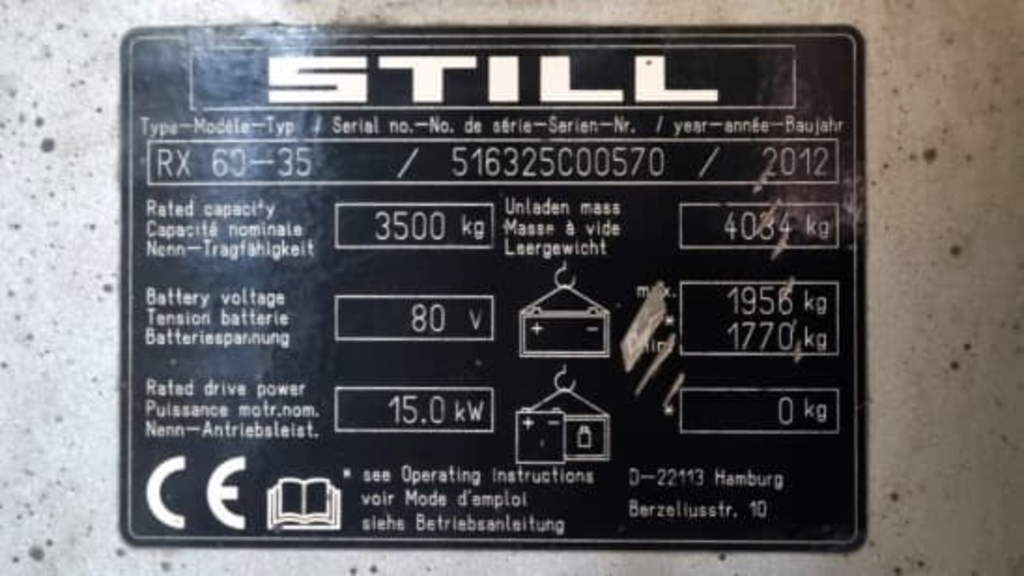 STILL
Type-Modèle-Typ / Serial no.-No. de série-Serien-Nr. / year-année-Baujahr
RX 60-35 / 516325C00570 / 2012
Rated capacity
Capacité nominale
Nenn-Tragfähigkeit
3500 kg
Unladen mass
Masse à vide
Leergewicht
4034 kg
Battery voltage
Tension batterie
Batteriespannung
80 V
+ -
max. 1956 kg
*
min. 1770 kg
Rated drive power
Puissance motr.nom.
Nenn-Antriebsleist.
15.0 kW
+ -
* 0 kg
CE
* see Operating Instructions
voir Mode d'emploi
siehe Betriebsanleitung
D-22113 Hamburg
Berzeliusstr. 10